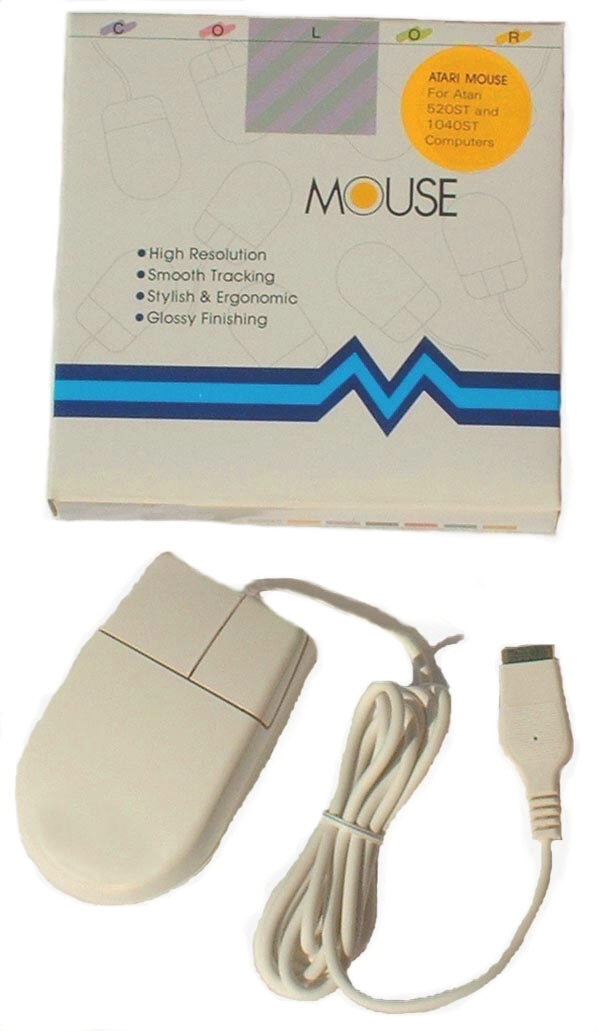 C O L O R
ATARI MOUSE
For Atari
520ST and
1040ST
Computers
MOUSE
• High Resolution
• Smooth Tracking
• Stylish & Ergonomic
• Glossy Finishing